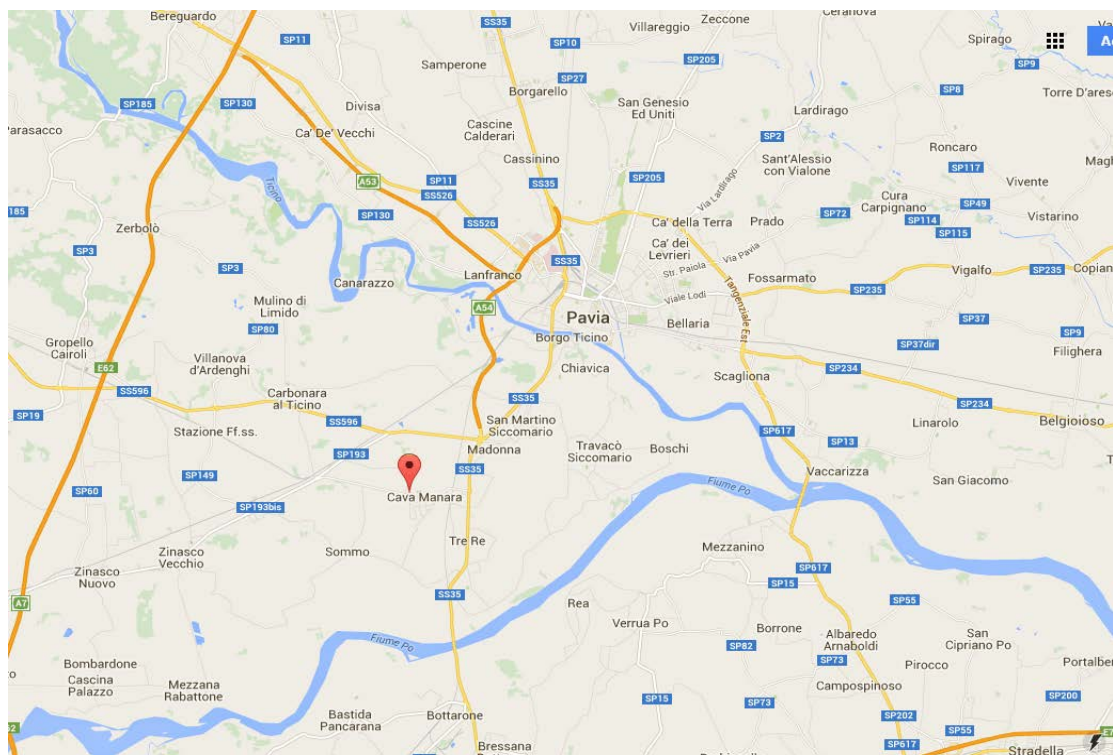 Bereguardo
SS35
Zeccone
Ceranova
Villareggio
SP11
SP10
Spirago
SP205
SP9
Samperone
SP27
SP8
Borgarello
Torre D'arese
SP185
SP130
Divisa
San Genesio
Ed Uniti
Lardirago
Parasacco
Cascine
Calderari
Ca' De' Vecchi
SP2
Roncaro
Cassinino
Sant'Alessio
con Vialone
SP117
A53
SP11
SS35
SP205
Vivente
Ticino
SS526
Via Lardirago
Cura
Carpignano
SP49
SP185
SP130
SS526
Ca' della Terra
Prado
SP72
SP114
Vistarino
Zerbolò
SP115
Ca' dei
Levrieri
SP3
SP3
Lanfranco
SS35
Str. Paiola
Via Pavia
Fossarmato
Vigalfo
SP235
Canarazzo
SP235
Mulino di
Limido
A54
Viale Lodi
Tangenziale Est
Pavia
Bellaria
SP37
SP80
Borgo Ticino
SP9
Gropello
Cairoli
SP37dir
Filighera
Villanova
d'Ardenghi
Chiavica
E62
SP234
Scagliona
SS596
Carbonara
al Ticino
SS35
SP234
SP19
SS596
San Martino
Siccomario
Linarolo
Belgioioso
Stazione Ff.ss.
SP617
SP13
Madonna
Travacò
Siccomario
Boschi
SP193
SS35
Vaccarizza
SP149
Fiume Po
San Giacomo
SP60
Cava Manara
SP193bis
Tre Re
Mezzanino
Zinasco
Vecchio
Sommo
Zinasco
Nuovo
SP617
SP15
SS35
A7
Rea
SP55
Verrua Po
Borrone
Albaredo
Arnaboldi
San
Cipriano Po
Fiume Po
SP82
Bombardone
SP73
Pirocco
Cascina
Palazzo
Mezzana
Rabattone
Campospinoso
SP15
SP73
SP200
Bastida
Pancarana
Bottarone
SP202
SP55
Bressana
SP617
Stradella